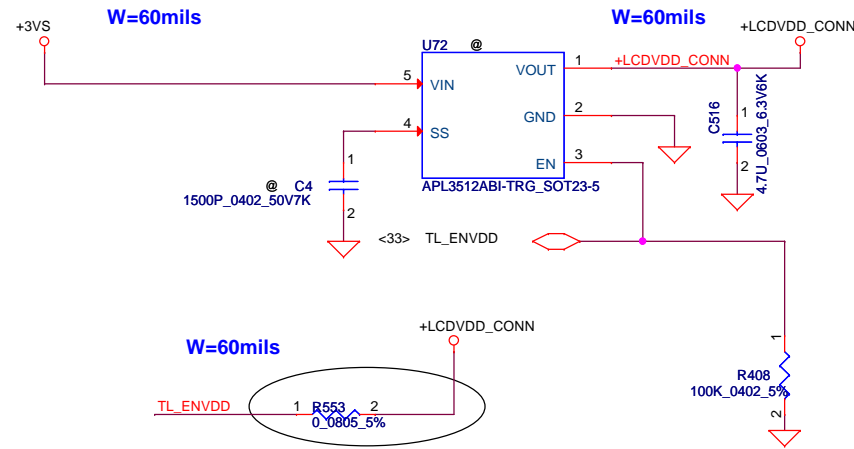 W=60mils
W=60mils
+3VS
+LCDVDD_CONN
U72 @
5 VIN
VOUT 1 +LCDVDD_CONN
4 SS
GND 2
EN 3
APL3512ABI-TRG_SOT23-5
1
C516
4.7U_0603_6.3V6K
2
1
@ C4
1500P_0402_50V7K
2
<33> TL_ENVDD
+LCDVDD_CONN
W=60mils
TL_ENVDD 1 R553 2
0_0805_5%
1
R408
100K_0402_5%
2